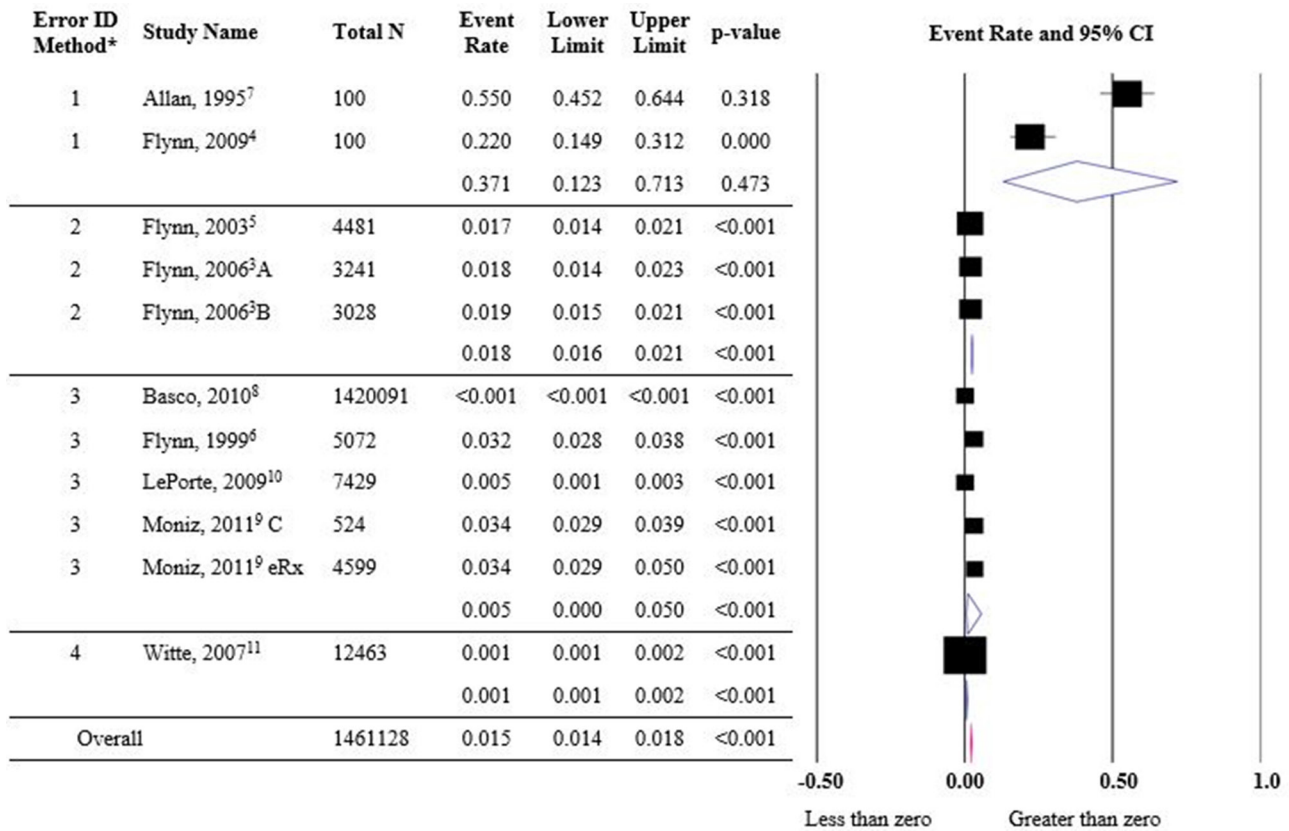 Error ID Method* Study Name Total N Event Rate Lower Limit Upper Limit p-value Event Rate and 95% CI
1 Allan, 1995⁷ 100 0.550 0.452 0.644 0.318
1 Flynn, 2009⁴ 100 0.220 0.149 0.312 0.000
0.371 0.123 0.713 0.473
2 Flynn, 2003⁵ 4481 0.017 0.014 0.021 <0.001
2 Flynn, 2006³A 3241 0.018 0.014 0.023 <0.001
2 Flynn, 2006³B 3028 0.019 0.015 0.021 <0.001
0.018 0.016 0.021 <0.001
3 Basco, 2010⁸ 1420091 <0.001 <0.001 <0.001 <0.001
3 Flynn, 1999⁶ 5072 0.032 0.028 0.038 <0.001
3 LePorte, 2009¹⁰ 7429 0.005 0.001 0.003 <0.001
3 Moniz, 2011⁹ C 524 0.034 0.029 0.039 <0.001
3 Moniz, 2011⁹ eRx 4599 0.034 0.029 0.050 <0.001
0.005 0.000 0.050 <0.001
4 Witte, 2007¹¹ 12463 0.001 0.001 0.002 <0.001
0.001 0.001 0.002 <0.001
Overall 1461128 0.015 0.014 0.018 <0.001
-0.50 0.00 0.50 1.0
Less than zero Greater than zero